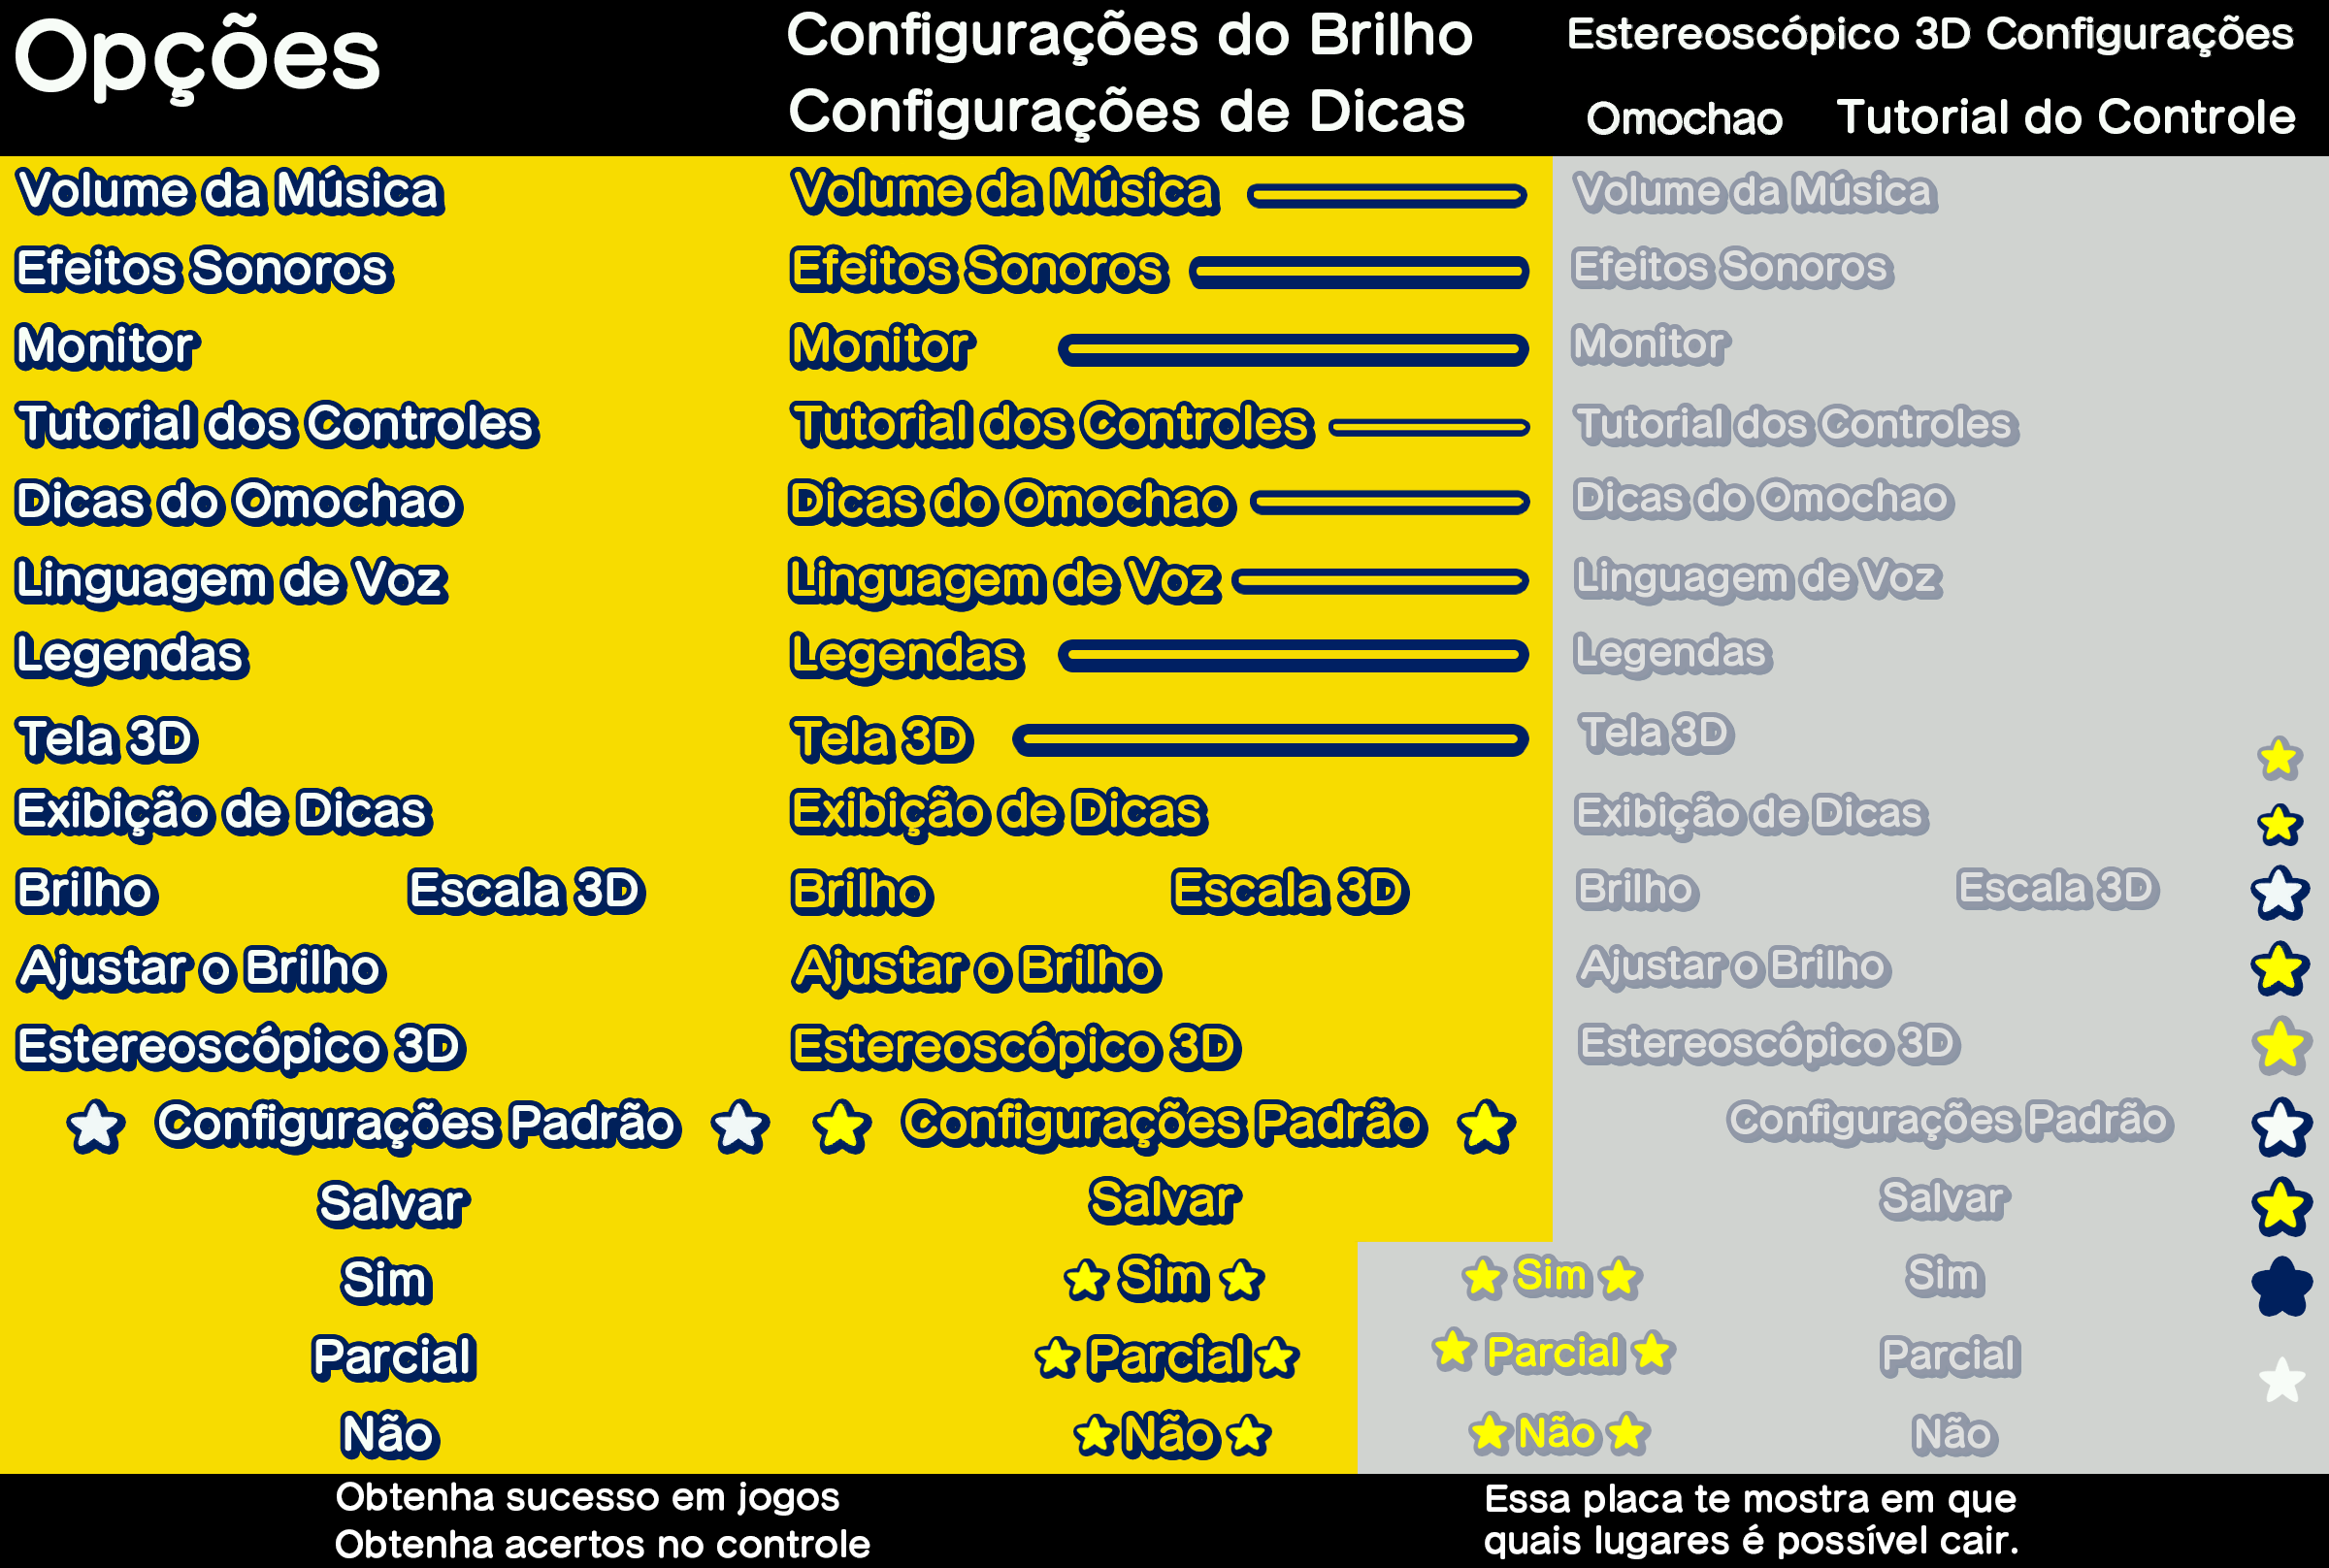 Opções
Configurações do Brilho
Estereoscópico 3D Configurações
Configurações de Dicas
Omochao
Tutorial do Controle
Volume da Música
Volume da Música
Volume da Música
Efeitos Sonoros
Efeitos Sonoros
Efeitos Sonoros
Monitor
Monitor
Monitor
Tutorial dos Controles
Tutorial dos Controles
Tutorial dos Controles
Dicas do Omochao
Dicas do Omochao
Dicas do Omochao
Linguagem de Voz
Linguagem de Voz
Linguagem de Voz
Legendas
Legendas
Legendas
Tela 3D
Tela 3D
Tela 3D
Exibição de Dicas
Exibição de Dicas
Exibição de Dicas
Brilho
Escala 3D
Brilho
Escala 3D
Brilho
Escala 3D
Ajustar o Brilho
Ajustar o Brilho
Ajustar o Brilho
Estereoscópico 3D
Estereoscópico 3D
Estereoscópico 3D
Configurações Padrão
Configurações Padrão
Configurações Padrão
Salvar
Salvar
Salvar
Sim
Sim
Sim
Sim
Parcial
Parcial
Parcial
Parcial
Não
Não
Não
Não
Obtenha sucesso em jogos
Obtenha acertos no controle
Essa placa te mostra em que
quais lugares é possível cair.